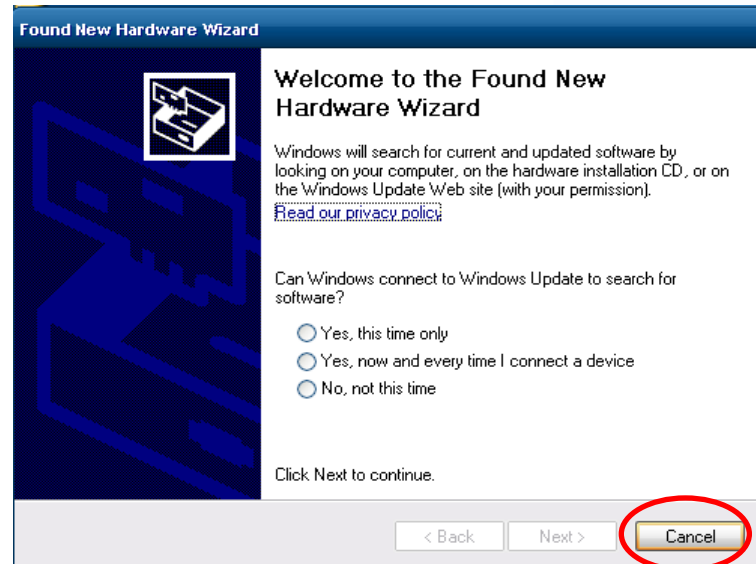 Found New Hardware Wizard
Welcome to the Found New
Hardware Wizard
Windows will search for current and updated software by
looking on your computer, on the hardware installation CD, or on
the Windows Update Web site (with your permission).
Read our privacy policy
Can Windows connect to Windows Update to search for
software?
Yes, this time only
Yes, now and every time I connect a device
No, not this time
Click Next to continue.
< Back Next > Cancel